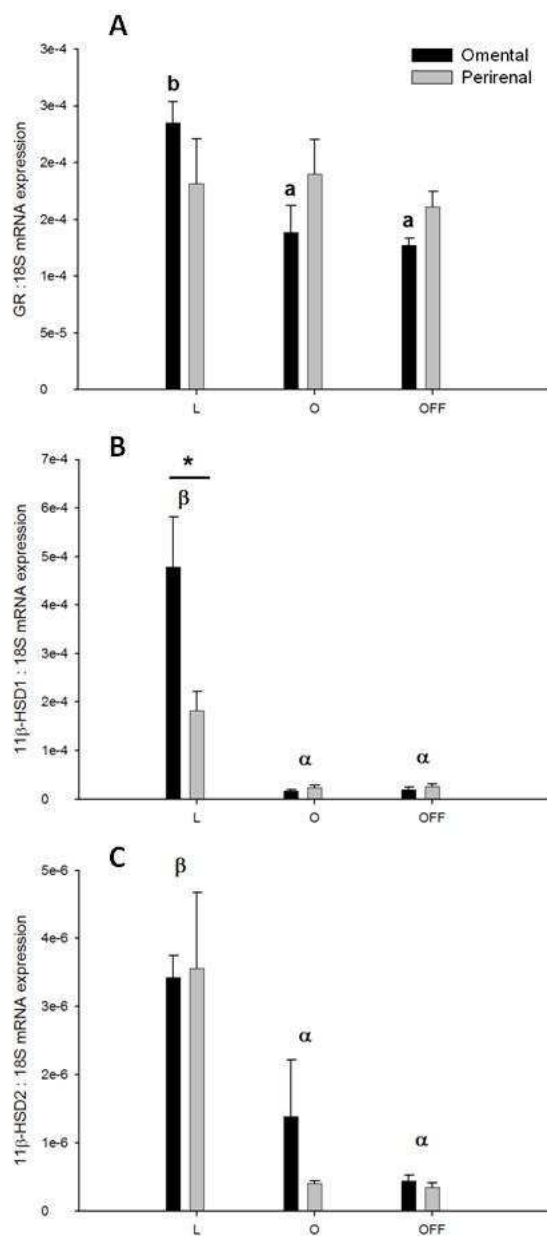 A
Omental
Perirenal
GR :18S mRNA expression
3e-4
3e-4
2e-4
2e-4
1e-4
5e-5
0
b
a
a
L
O
OFF
B
11β-HSD1 : 18S mRNA expression
7e-4
6e-4
5e-4
4e-4
3e-4
2e-4
1e-4
0
*
β
α
α
L
O
OFF
C
11β-HSD2 : 18S mRNA expression
5e-6
4e-6
3e-6
2e-6
1e-6
0
β
α
α
L
O
OFF